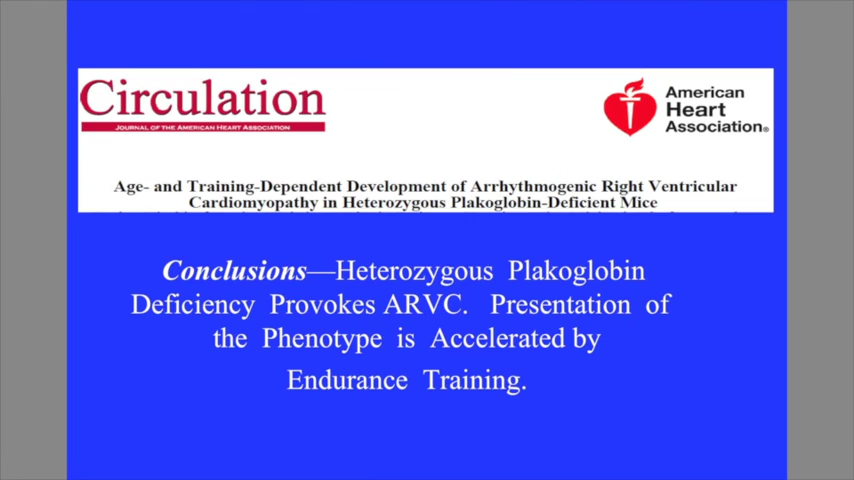 Circulation
JOURNAL OF THE AMERICAN HEART ASSOCIATION
American
Heart
Association®
Age- and Training-Dependent Development of Arrhythmogenic Right Ventricular
Cardiomyopathy in Heterozygous Plakoglobin-Deficient Mice
Conclusions—Heterozygous Plakoglobin
Deficiency Provokes ARVC. Presentation of
the Phenotype is Accelerated by
Endurance Training.